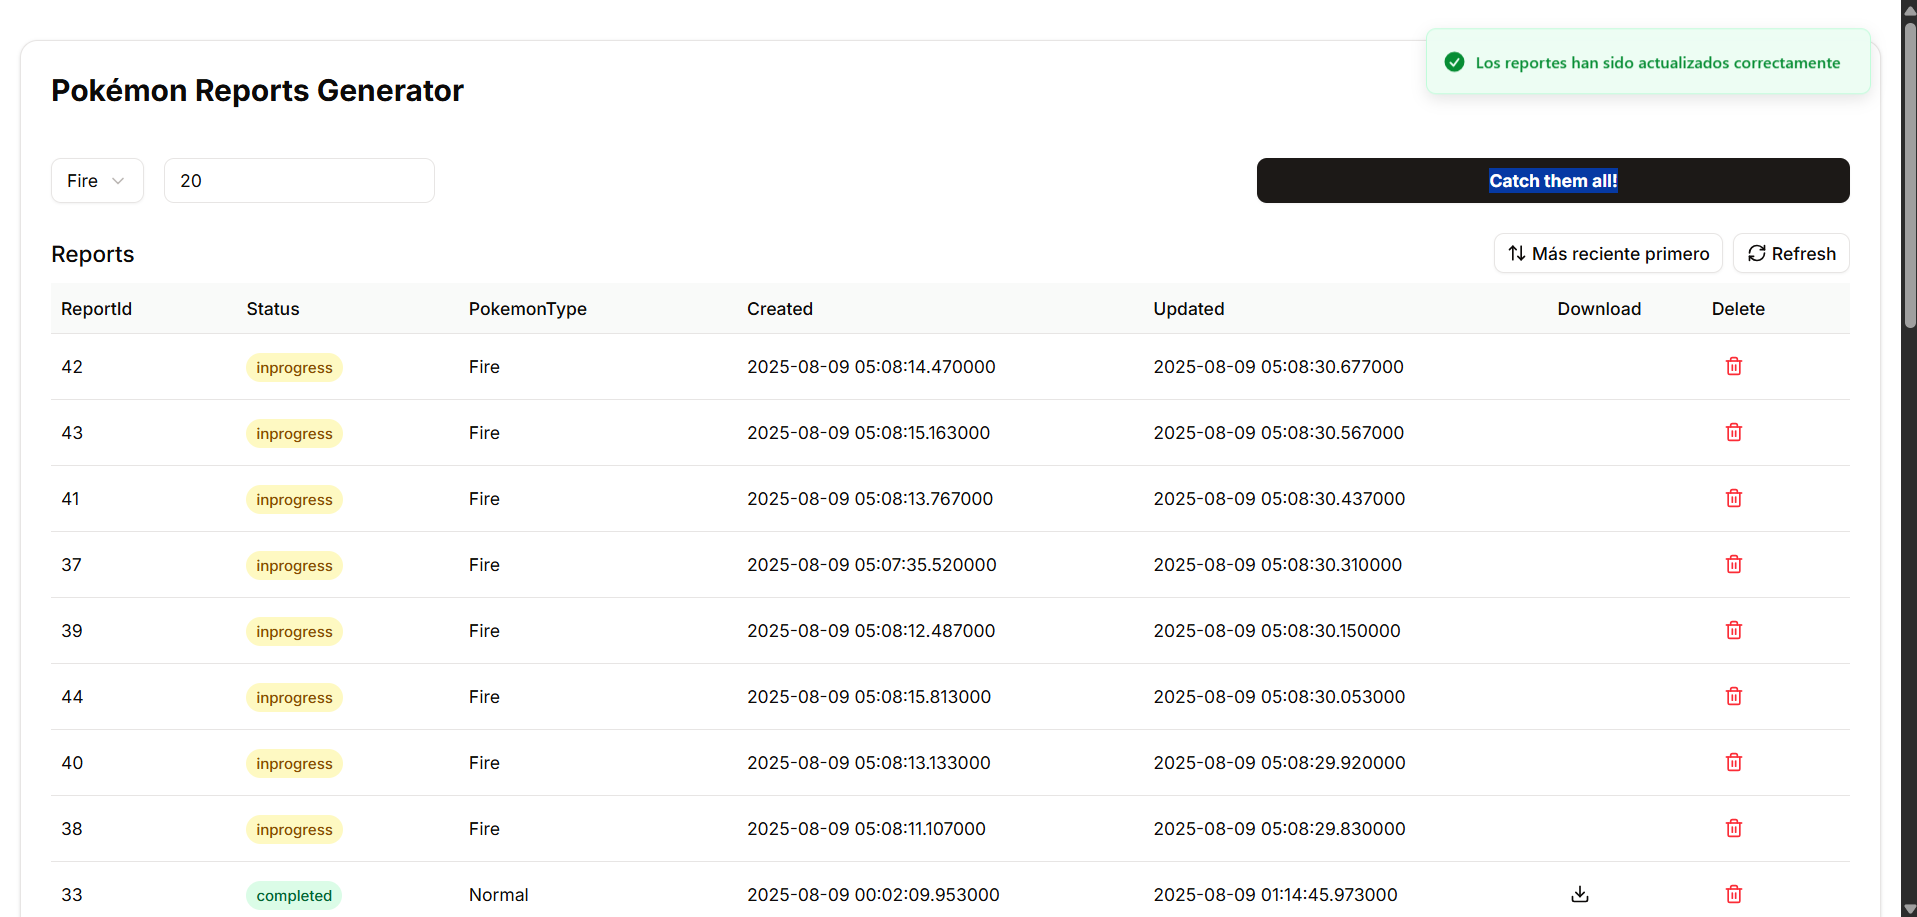 Los reportes han sido actualizados correctamente
Pokémon Reports Generator
Fire 20 Catch them all!
Reports Más reciente primero Refresh
ReportId Status PokemonType Created Updated Download Delete
42 inprogress Fire 2025-08-09 05:08:14.470000 2025-08-09 05:08:30.677000
43 inprogress Fire 2025-08-09 05:08:15.163000 2025-08-09 05:08:30.567000
41 inprogress Fire 2025-08-09 05:08:13.767000 2025-08-09 05:08:30.437000
37 inprogress Fire 2025-08-09 05:07:35.520000 2025-08-09 05:08:30.310000
39 inprogress Fire 2025-08-09 05:08:12.487000 2025-08-09 05:08:30.150000
44 inprogress Fire 2025-08-09 05:08:15.813000 2025-08-09 05:08:30.053000
40 inprogress Fire 2025-08-09 05:08:13.133000 2025-08-09 05:08:29.920000
38 inprogress Fire 2025-08-09 05:08:11.107000 2025-08-09 05:08:29.830000
33 completed Normal 2025-08-09 00:02:09.953000 2025-08-09 01:14:45.973000